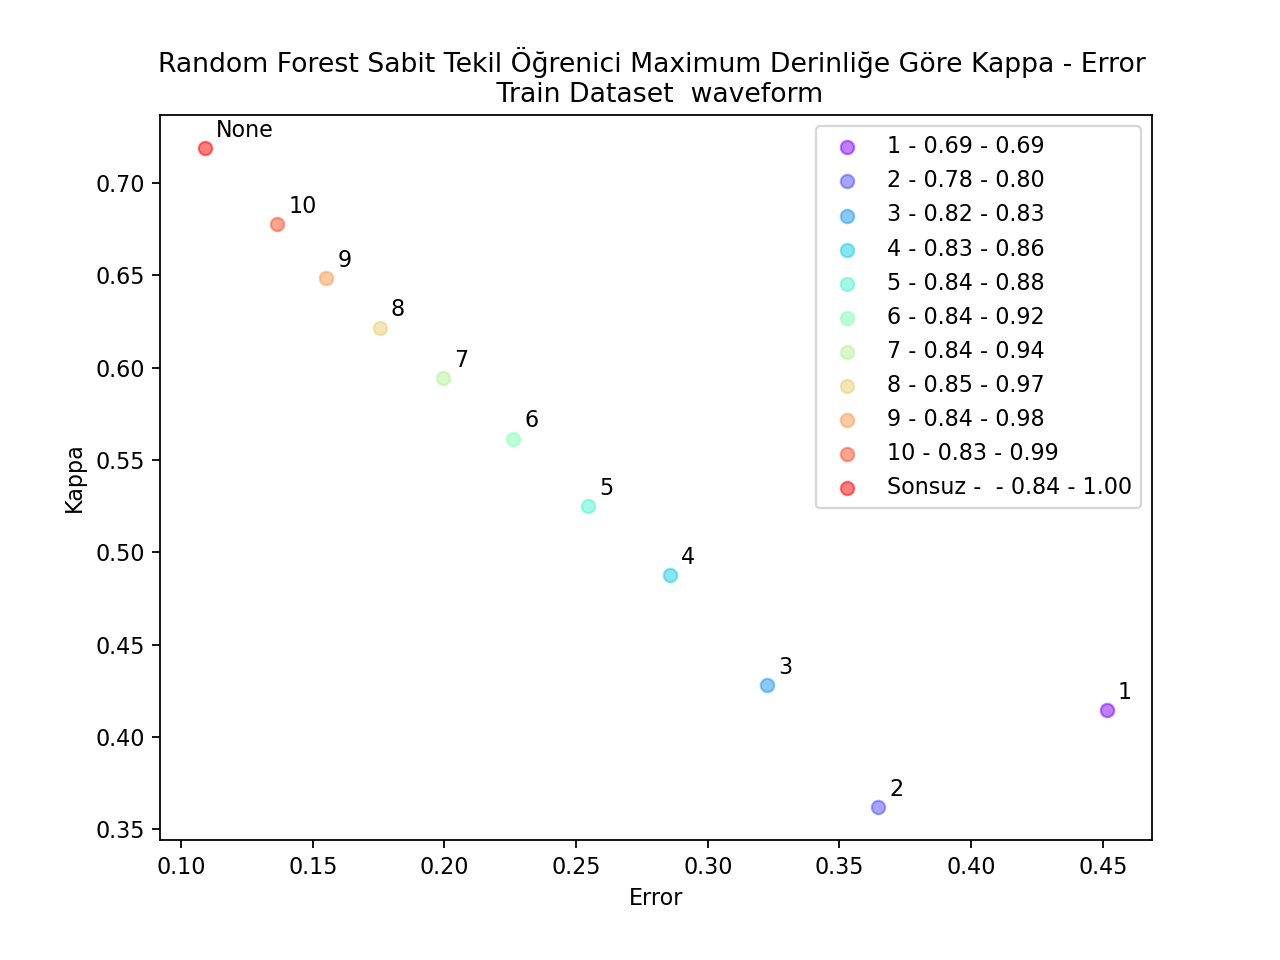 Random Forest Sabit Tekil Öğrenici Maximum Derinliğe Göre Kappa - Error
Train Dataset  waveform
None
10
9
8
7
6
5
4
3
2
1
1 - 0.69 - 0.69
2 - 0.78 - 0.80
3 - 0.82 - 0.83
4 - 0.83 - 0.86
5 - 0.84 - 0.88
6 - 0.84 - 0.92
7 - 0.84 - 0.94
8 - 0.85 - 0.97
9 - 0.84 - 0.98
10 - 0.83 - 0.99
Sonsuz -  - 0.84 - 1.00
Kappa
0.70
0.65
0.60
0.55
0.50
0.45
0.40
0.35
0.10 0.15 0.20 0.25 0.30 0.35 0.40 0.45
Error